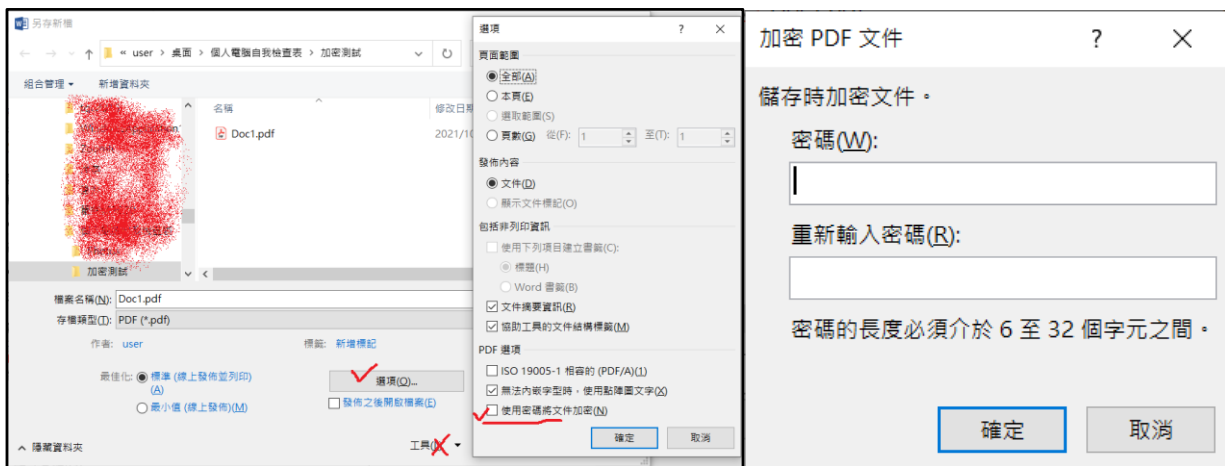 另存新檔
« user › 桌面 › 個人電腦自我檢查表 › 加密測試
組合管理 新增資料夾
名稱 修改日期
Doc1.pdf 2021/10
加密測試
檔案名稱(N): Doc1.pdf
存檔類型(T): PDF (*.pdf)
作者: user 標籤: 新增標記
最佳化: 標準 (線上發佈並列印)(A)
最小值 (線上發佈)(M)
選項(O)...
發佈之後開啟檔案(E)
隱藏資料夾
工具
選項 ?
頁面範圍
全部(A)
本頁(E)
選取範圍(S)
頁數(G) 從(F): 1 至(T): 1
發佈內容
文件(D)
顯示文件標記(O)
包括非列印資訊
使用下列項目建立書籤(C):
標題(H)
Word 書籤(B)
文件摘要資訊(R)
協助工具的文件結構標籤(M)
PDF 選項
ISO 19005-1 相容的 (PDF/A)(1)
無法內嵌字型時，使用點陣圖文字(X)
使用密碼將文件加密(N)
確定 取消
加密 PDF 文件 ?
儲存時加密文件。
密碼(W):
重新輸入密碼(R):
密碼的長度必須介於 6 至 32 個字元之間。
確定 取消